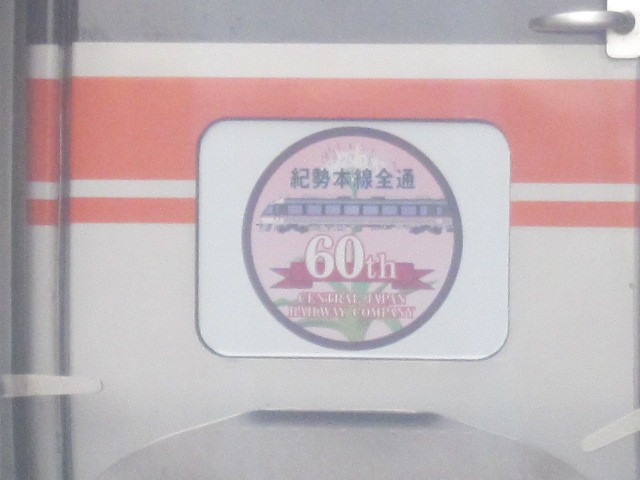 紀勢本線全通
60th
CENTRAL JAPAN
RAILWAY COMPANY